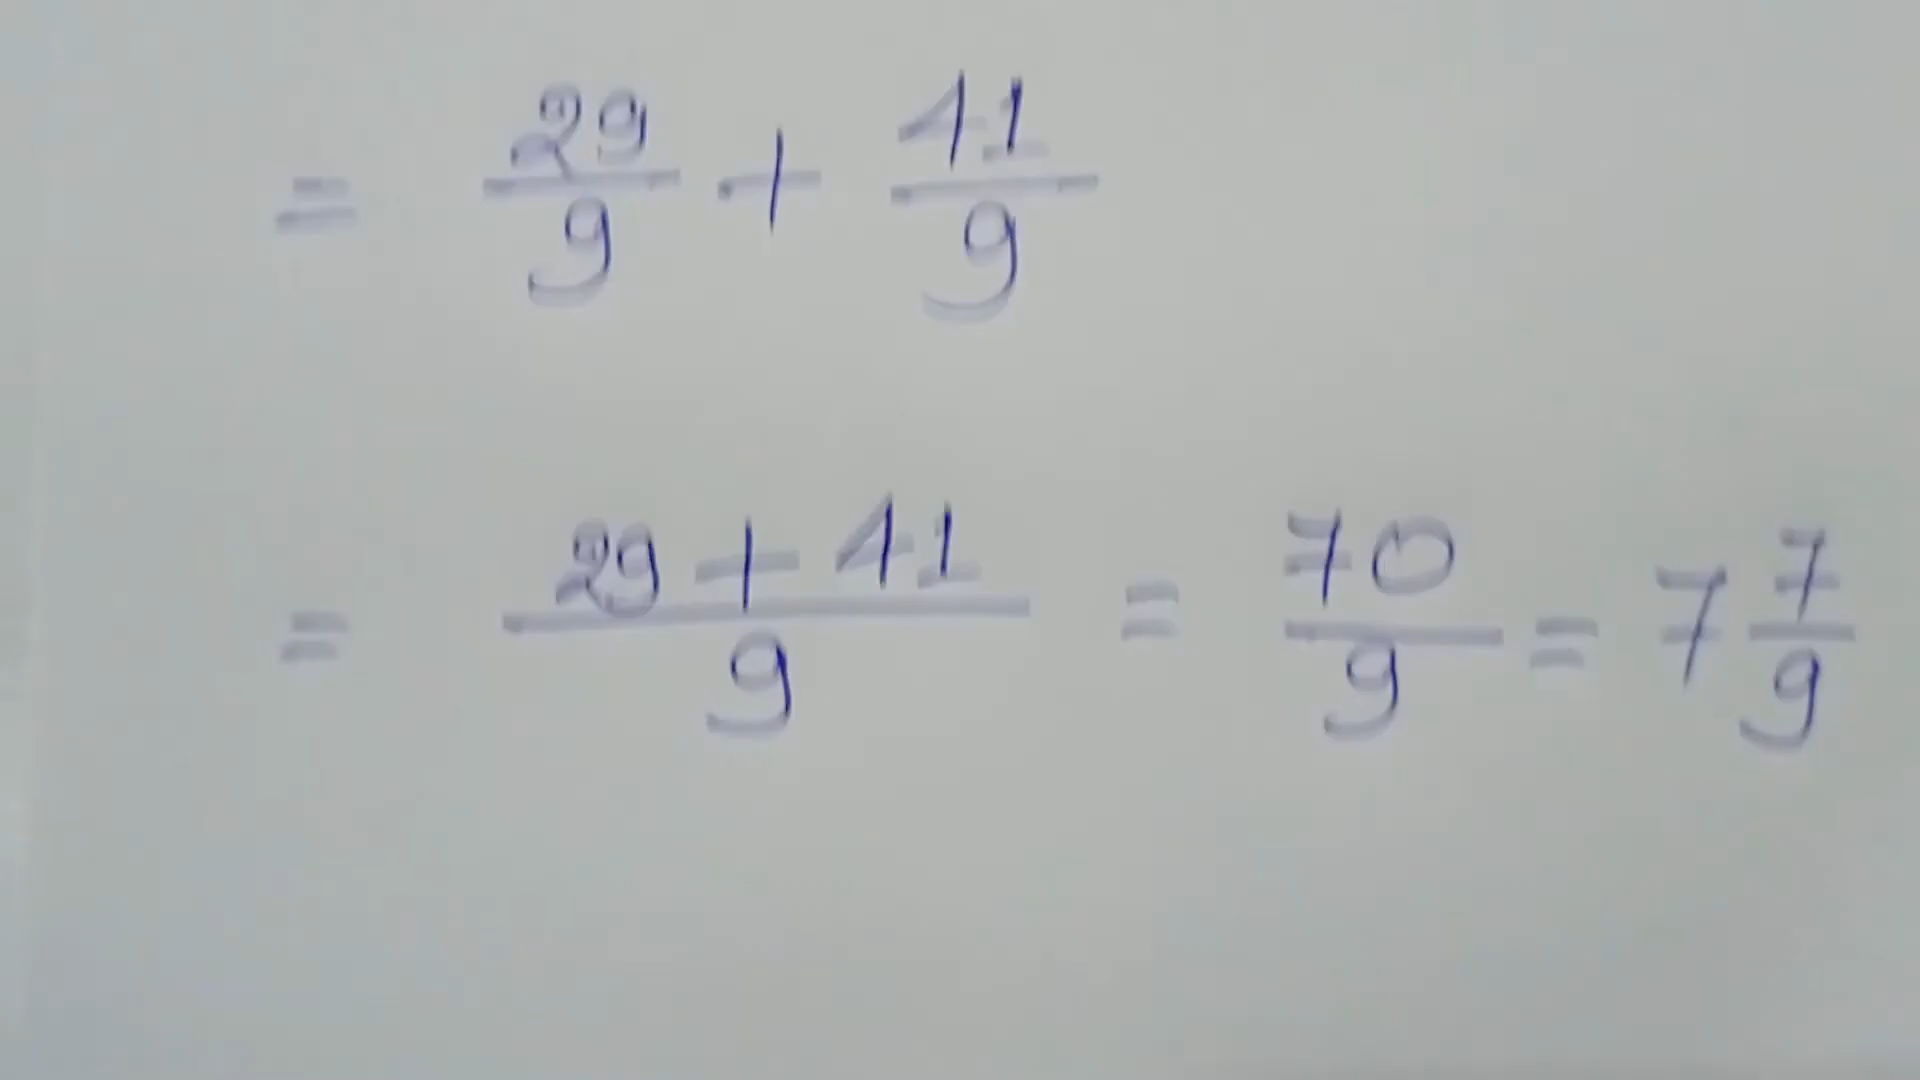 = 29/9 + 41/9
= (29 + 41)/9 = 70/9 = 7 7/9